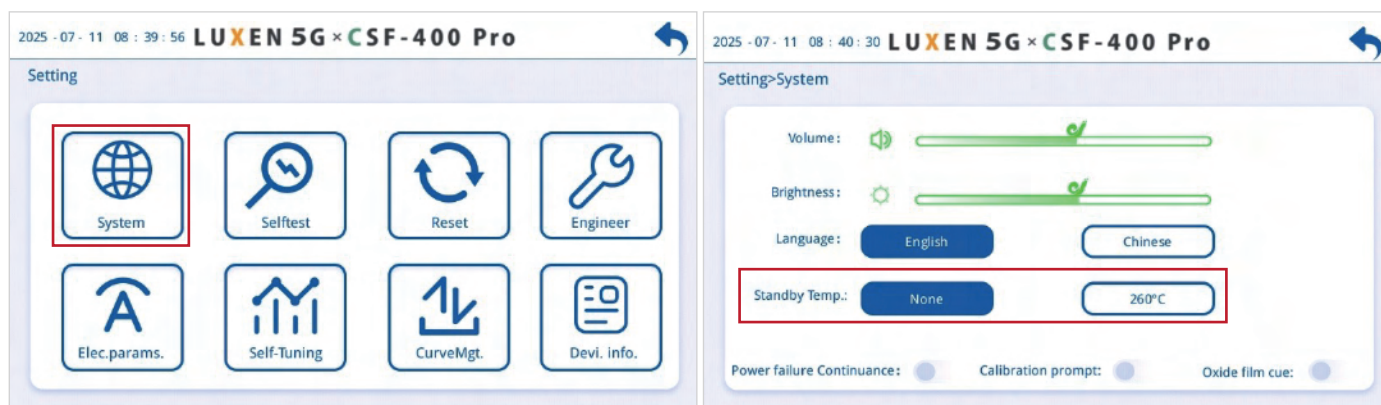 2025 - 07 - 11 08 : 39 : 56 LUXEN 5G × CSF-400 Pro
Setting
System Selftest Reset Engineer
Elec.params. Self-Tuning CurveMgt. Devi. info.
2025 - 07 - 11 08 : 40 : 30 LUXEN 5G × CSF-400 Pro
Setting>System
Volume:
Brightness:
Language: English Chinese
Standby Temp.: None 260°C
Power failure Continuance: Calibration prompt: Oxide film cue: